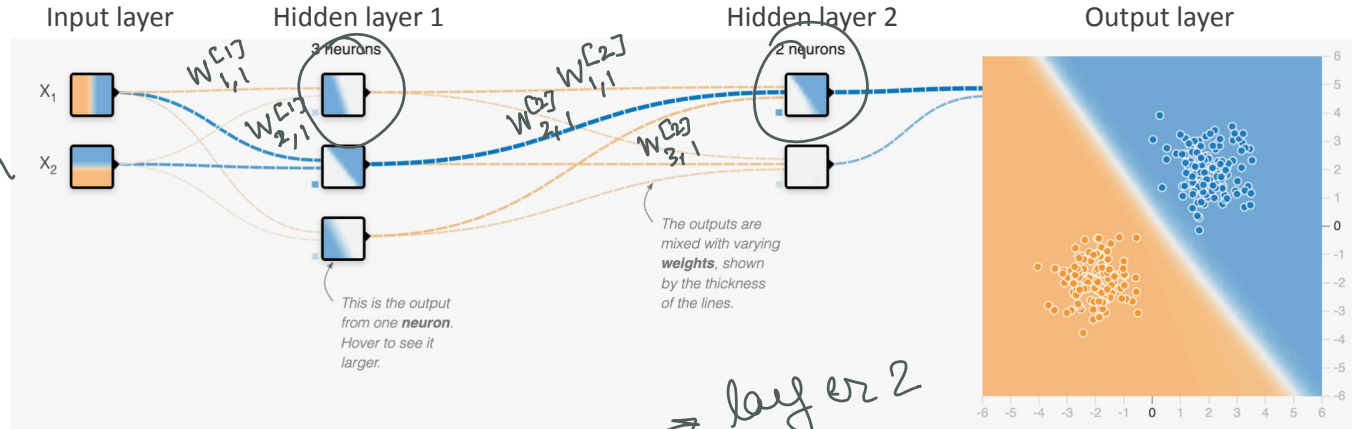 Input layer
Hidden layer 1
Hidden layer 2
Output layer
3 neurons
2 neurons
W[1]1,1
W[2]1,1
W[1]2,1
W[2]2,1
W[2]3,1
X1
X2
The outputs are
mixed with varying
weights, shown
by the thickness
of the lines.
This is the output
from one neuron.
Hover to see it
larger.
= layer 2
6
5
4
3
2
1
0
-1
-2
-3
-4
-5
-6
-6 -5 -4 -3 -2 -1 0 1 2 3 4 5 6